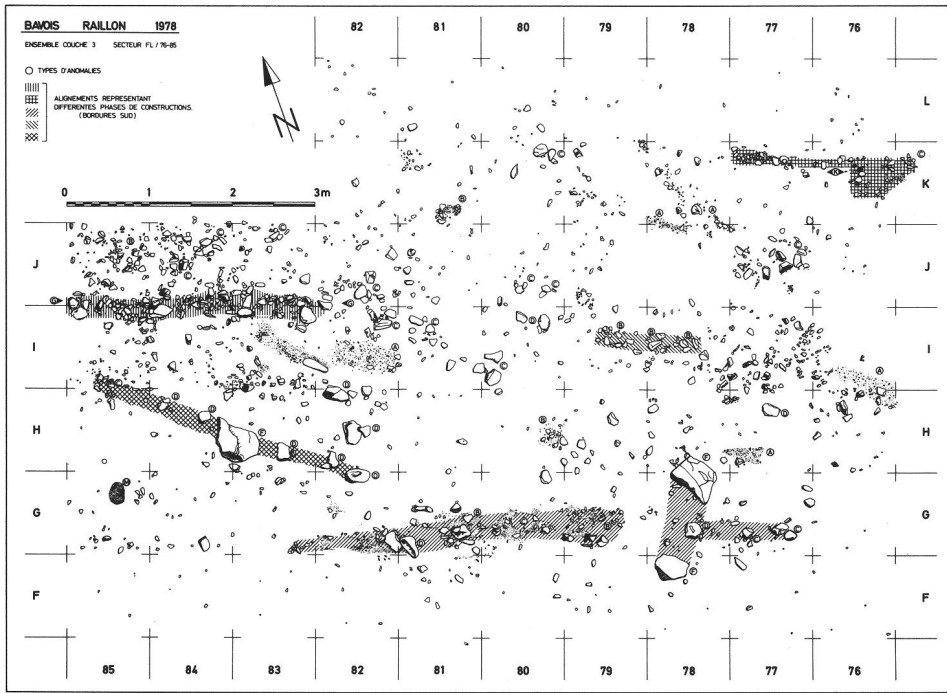 BAVOIS RAILLON 1978
ENSEMBLE COUCHE 3 SECTEUR FL / 76-85
TYPES D'ANOMALIES
ALIGNEMENTS REPRESENTANT
DIFFERENTES PHASES DE CONSTRUCTIONS
(BORDURES SUD)
N
0 1 2 3m
82 81 80 79 78 77 76
L
K
J J
I I
H H
G G
F F
85 84 83 82 81 80 79 78 77 76